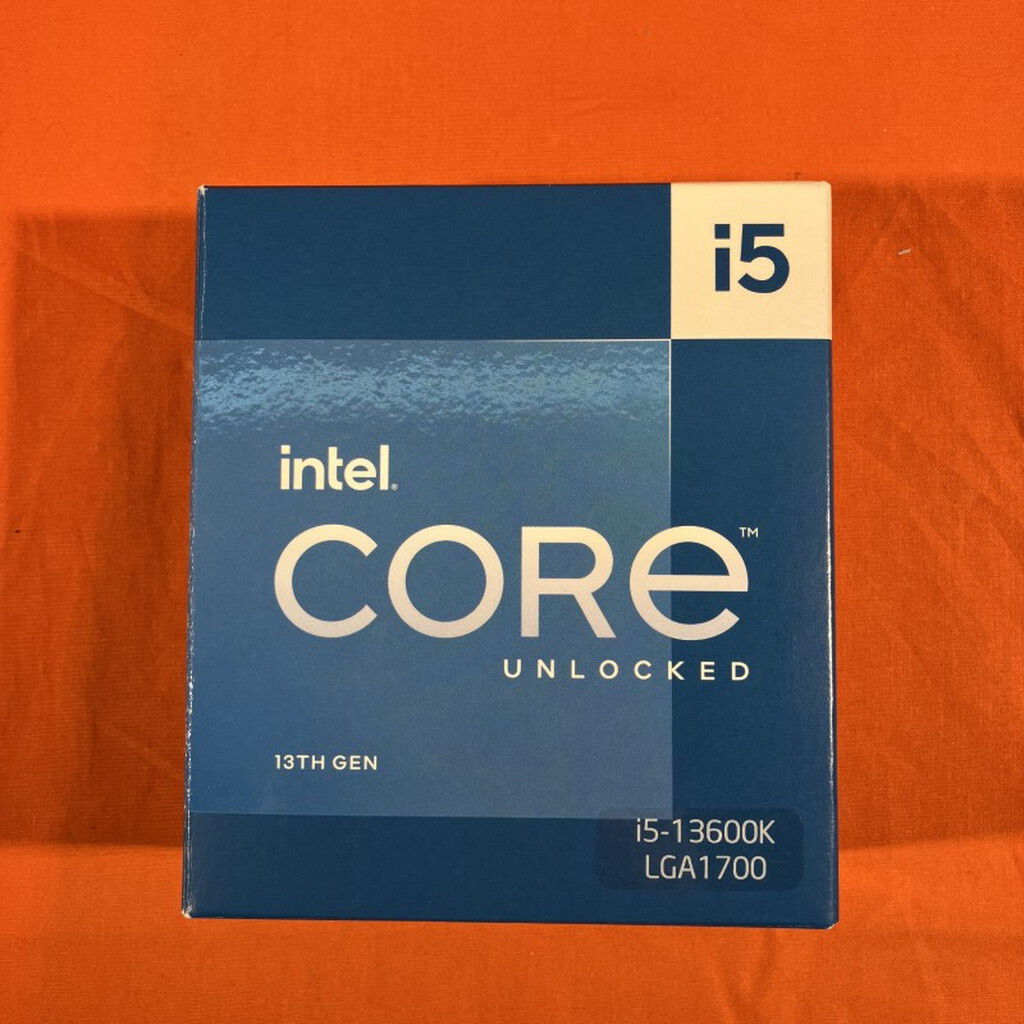 i5
intel.
CORe™
UNLOCKED
13TH GEN
i5-13600K
LGA1700